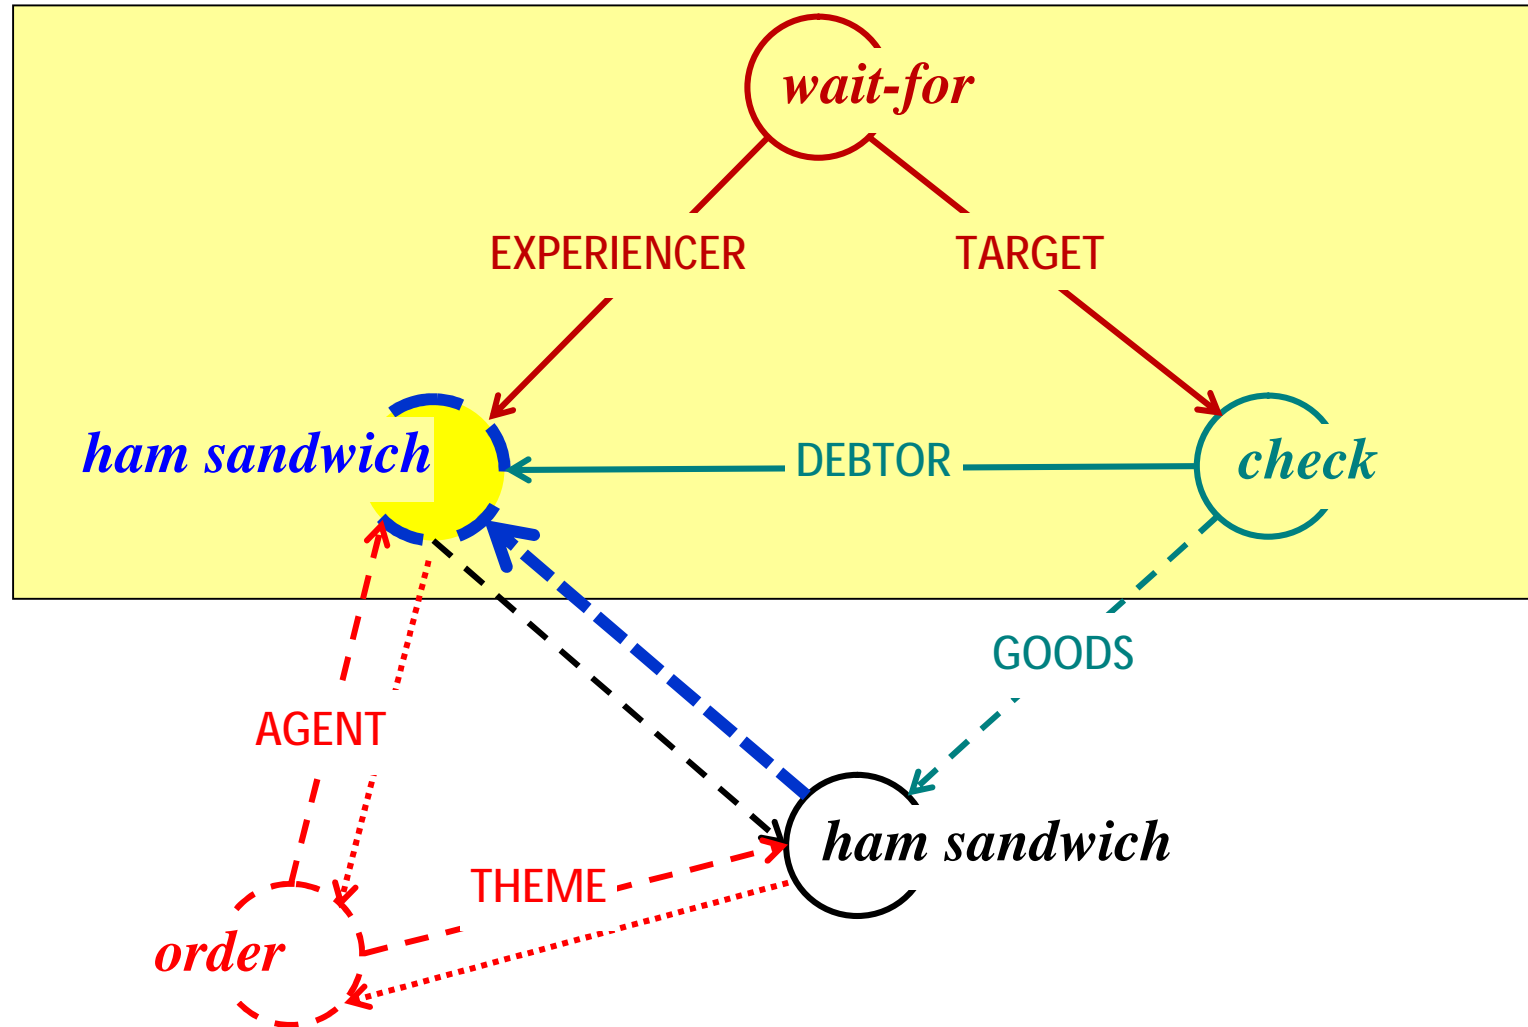 wait-for
EXPERIENCER TARGET
ham sandwich DEBTOR check
GOODS
AGENT
ham sandwich
THEME
order